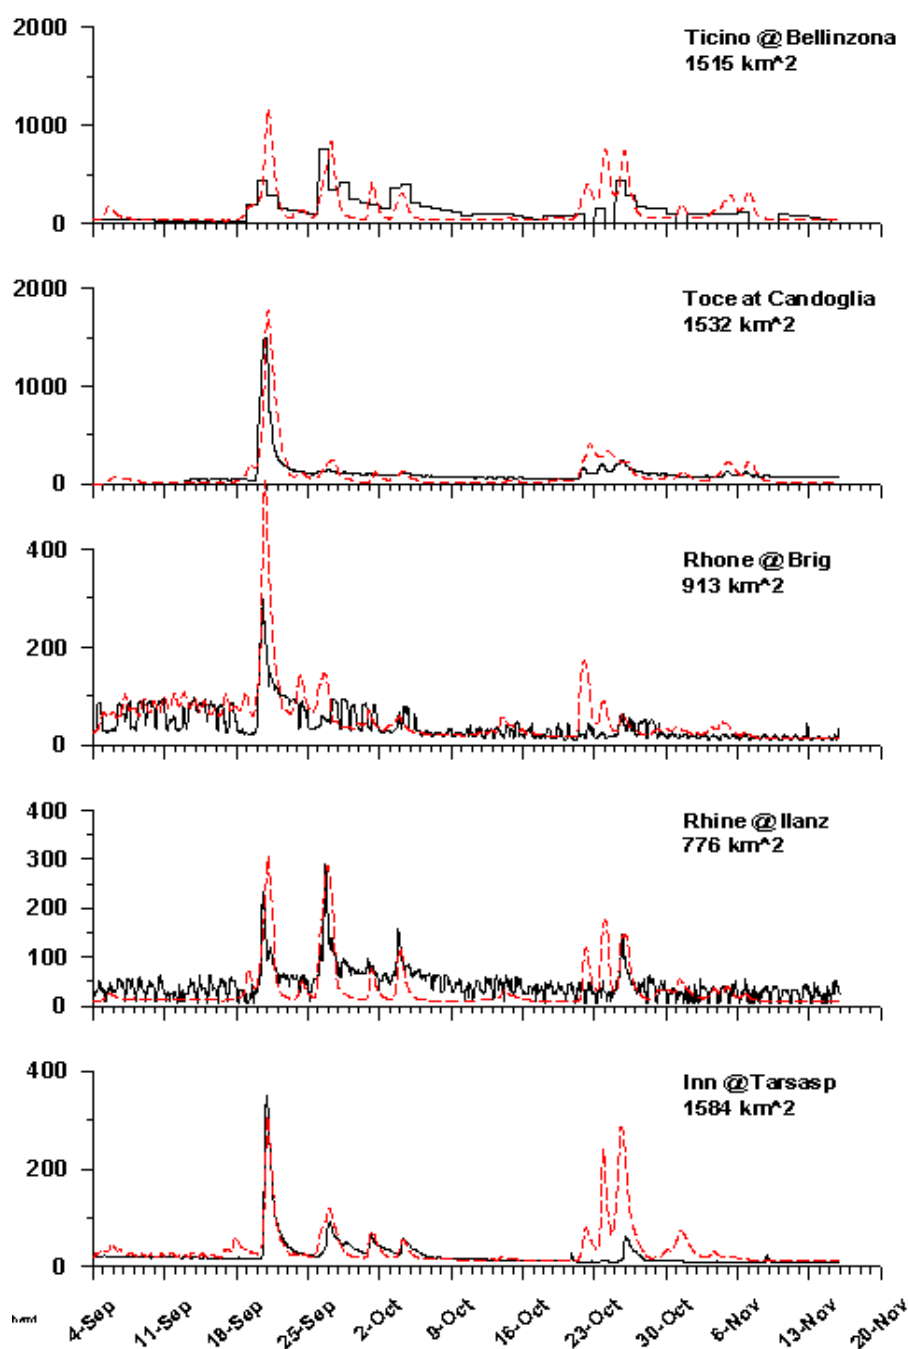 2000
Ticino @ Bellinzona
1515 km^2
1000
0
2000
Toce at Candoglia
1532 km^2
1000
0
400
Rhone @ Brig
913 km^2
200
0
400
Rhine @ Ilanz
776 km^2
300
200
100
0
400
Inn @ Tarsasp
1584 km^2
200
0
4-Sep 11-Sep 18-Sep 25-Sep 2-Oct 9-Oct 16-Oct 23-Oct 30-Oct 6-Nov 13-Nov 20-Nov